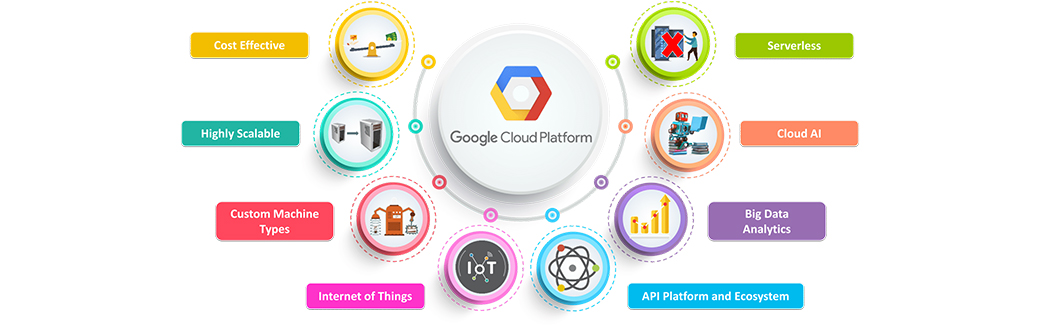 Cost Effective
Serverless
Google Cloud Platform
Highly Scalable
Cloud AI
Custom Machine
Types
Big Data
Analytics
IoT
Internet of Things
API Platform and Ecosystem